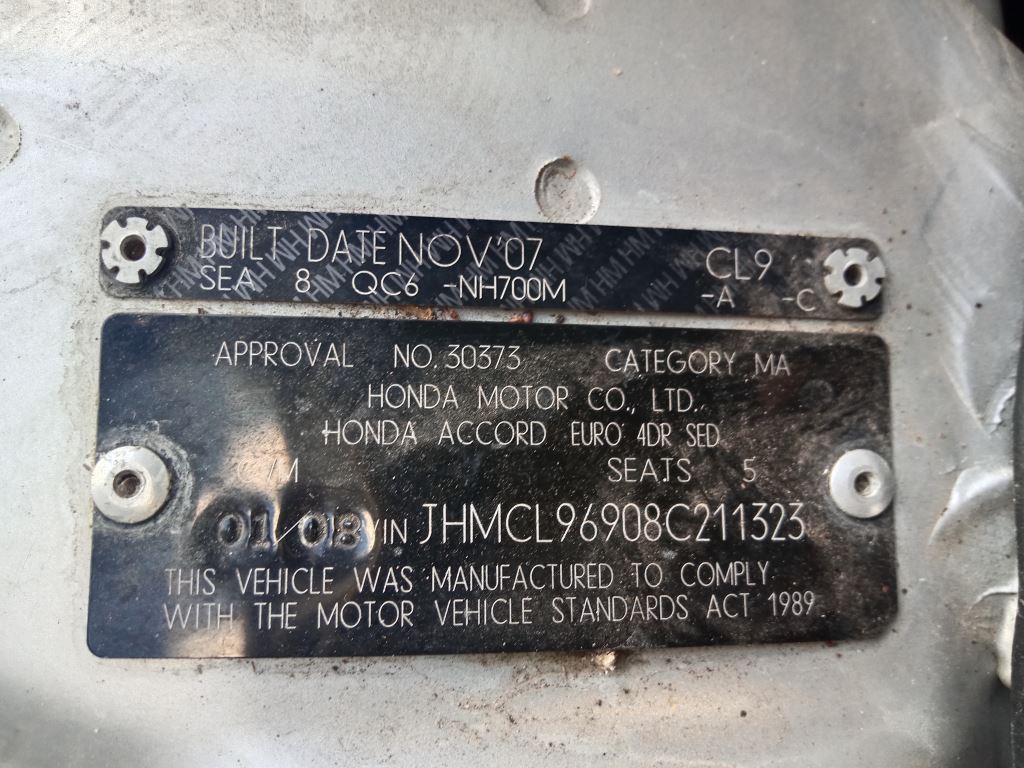 BUILT DATE NOV'07 CL9
SEA 8 QC6 -NH700M -A -C
APPROVAL NO. 30373 CATEGORY MA
HONDA MOTOR CO., LTD.
HONDA ACCORD EURO 4DR SED
/M SEATS 5
01/08 VIN JHMCL96908C211323
THIS VEHICLE WAS MANUFACTURED TO COMPLY
WITH THE MOTOR VEHICLE STANDARDS ACT 1989